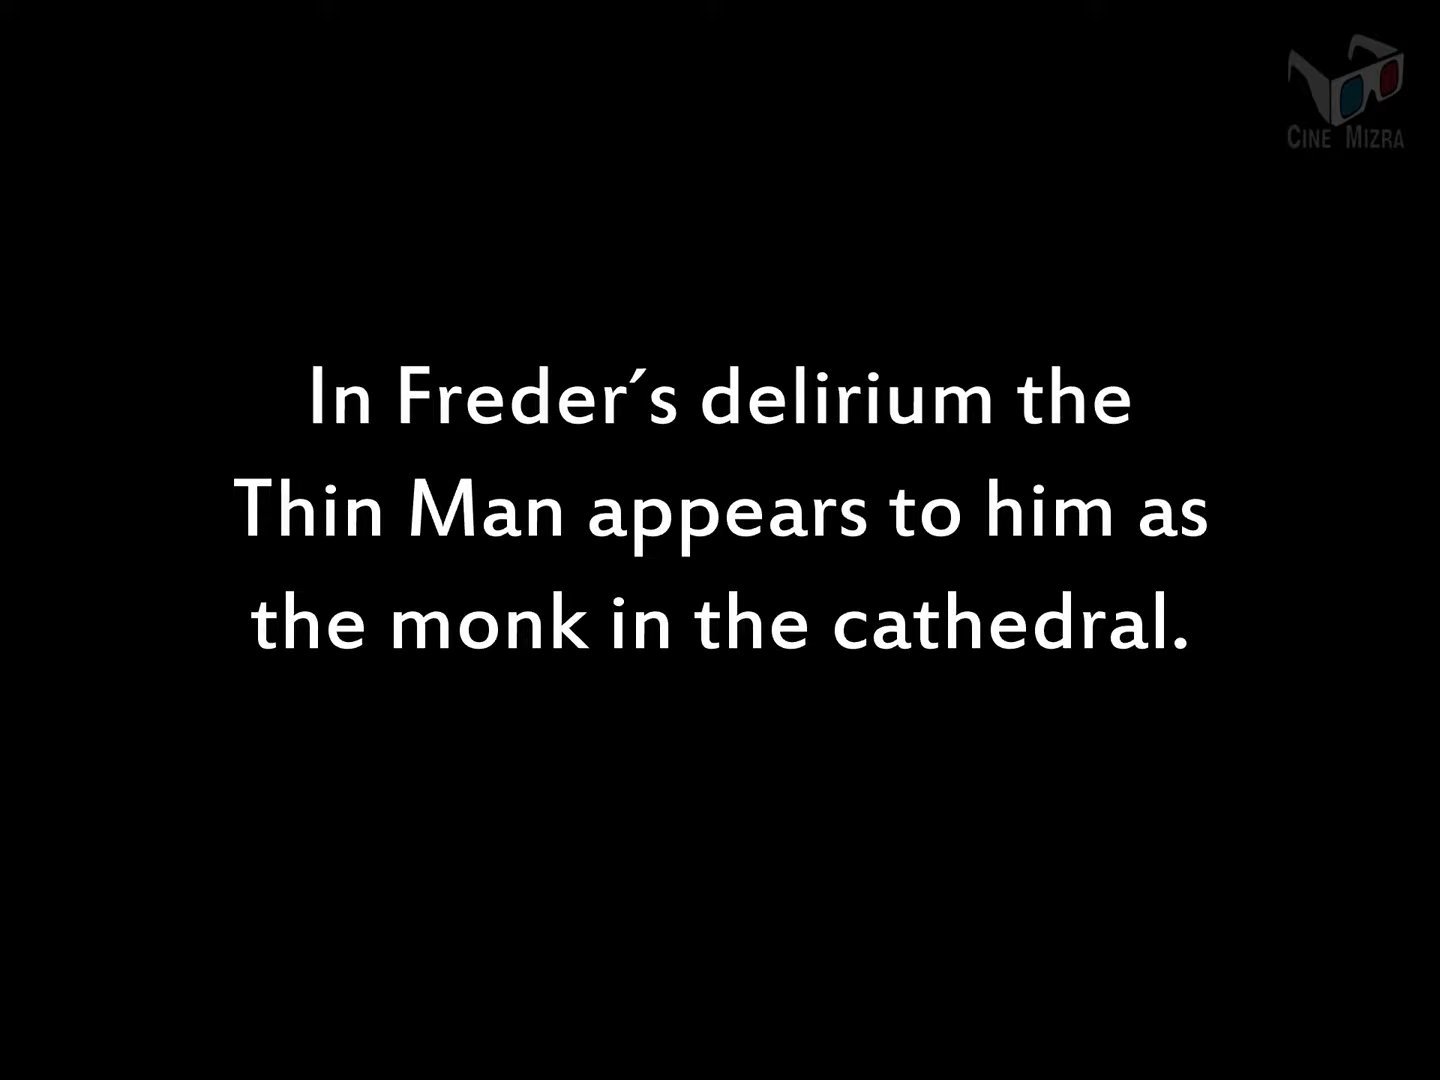 CINE MIZRA
In Freder´s delirium the
Thin Man appears to him as
the monk in the cathedral.